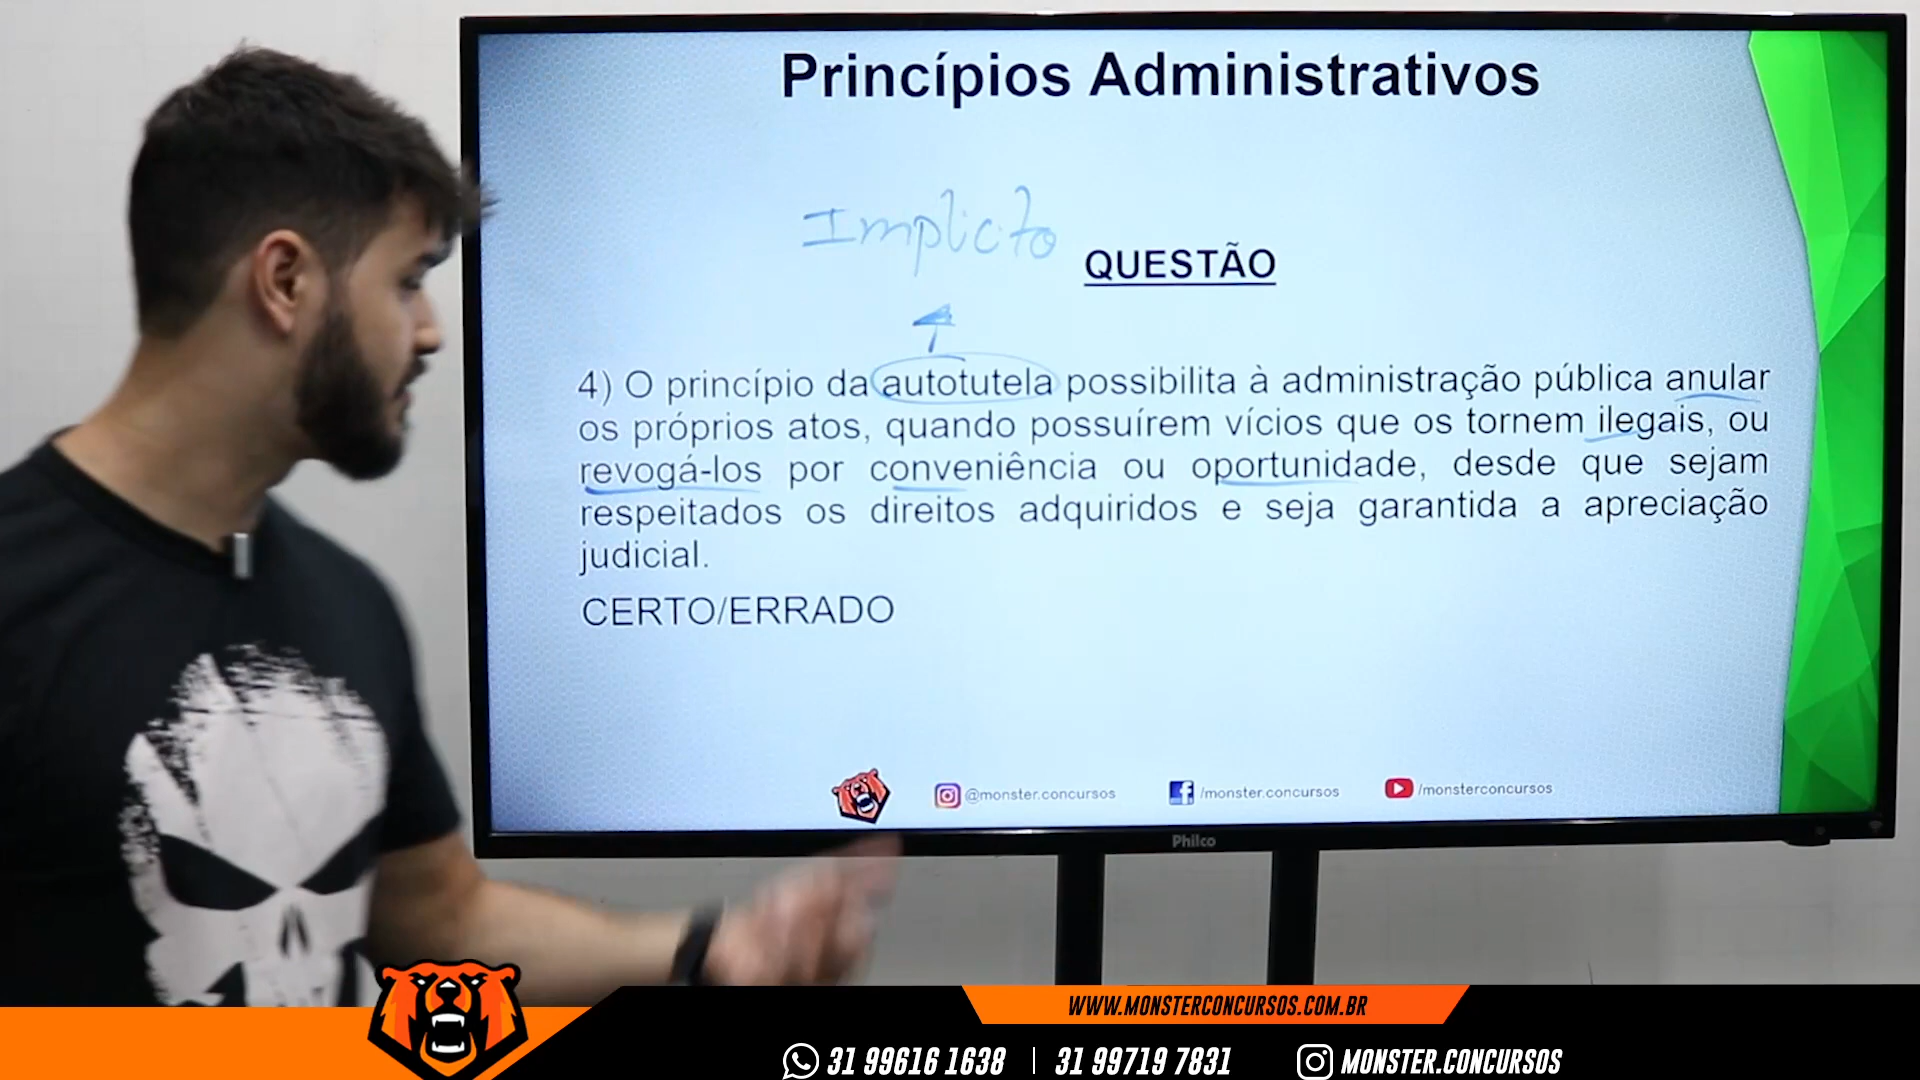 Princípios Administrativos
Implicito
QUESTÃO
4) O princípio da autotutela possibilita à administração pública anular
os próprios atos, quando possuírem vícios que os tornem ilegais, ou
revogá-los por conveniência ou oportunidade, desde que sejam
respeitados os direitos adquiridos e seja garantida a apreciação
judicial.
CERTO/ERRADO
@monster.concursos
/monster.concursos
/monsterconcursos
Philco
WWW.MONSTERCONCURSOS.COM.BR
31 99616 1638 | 31 99719 7831
MONSTER.CONCURSOS